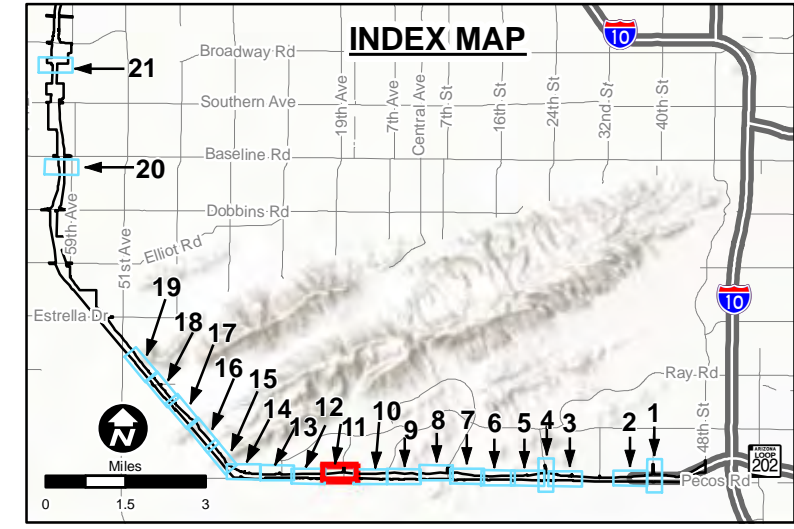 INDEX MAP
10
Broadway Rd
21
Southern Ave
19th Ave
7th Ave
Central Ave
7th St
16th St
24th St
32nd St
40th St
Baseline Rd
20
Dobbins Rd
59th Ave
51st Ave
Elliot Rd
10
Estrella Dr
19
18
17
16
15
14
13
12
11
10
9
8
7
6
5
4
3
2
1
Ray Rd
48th St
ARIZONA
LOOP
202
Pecos Rd
N
Miles
0 1.5 3